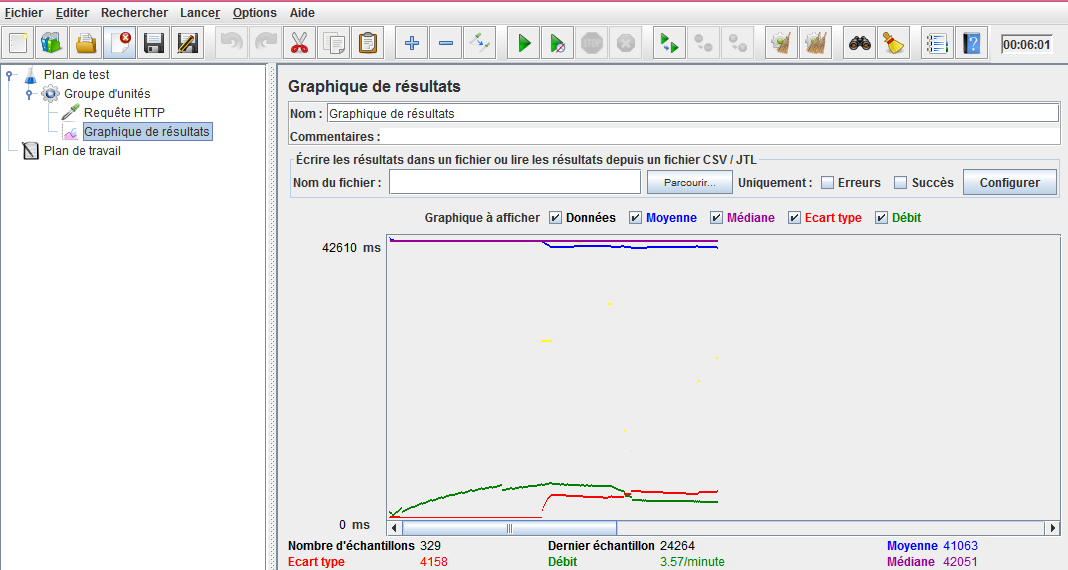 Fichier Editer Rechercher Lancer Options Aide
00:06:01
Plan de test
Groupe d'unités
Requête HTTP
Graphique de résultats
Plan de travail
Graphique de résultats
Nom : Graphique de résultats
Commentaires :
Écrire les résultats dans un fichier ou lire les résultats depuis un fichier CSV / JTL
Nom du fichier : Parcourir... Uniquement : Erreurs Succès Configurer
Graphique à afficher Données Moyenne Médiane Ecart type Débit
42610 ms
0 ms
Nombre d'échantillons 329 Dernier échantillon 24264 Moyenne 41063
Ecart type 4158 Débit 3.57/minute Médiane 42051